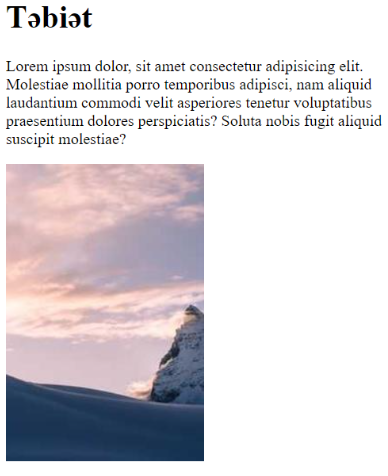 Təbiət
Lorem ipsum dolor, sit amet consectetur adipisicing elit.
Molestiae mollitia porro temporibus adipisci, nam aliquid
laudantium commodi velit asperiores tenetur voluptatibus
praesentium dolores perspiciatis? Soluta nobis fugit aliquid
suscipit molestiae?